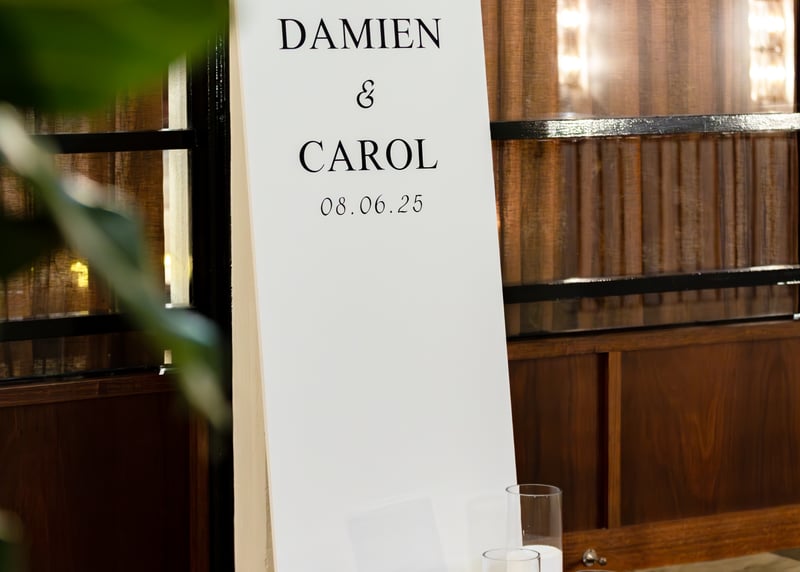 DAMIEN
&
CAROL
08.06.25